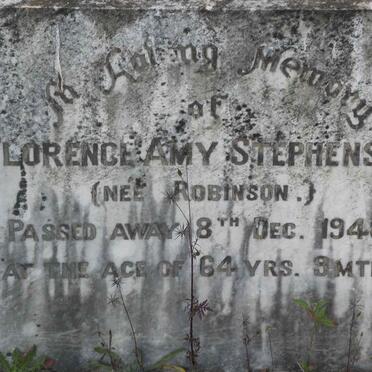 In Loving Memory
of
LORENCE AMY STEPHENS
(NEE ROBINSON.)
PASSED AWAY 8TH DEC. 194
AT THE AGE OF 64 YRS. 3 MTH